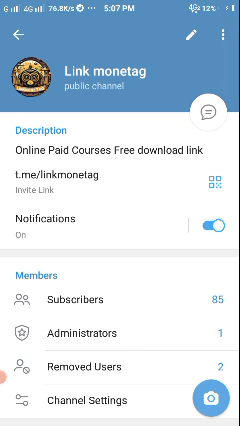 G G 76.8K/s ··· 5:07 PM 4G 12%
Link monetag
public channel
Description
Online Paid Courses Free download link
t.me/linkmonetag
Invite Link
Notifications
On
Members
Subscribers 85
Administrators 1
Removed Users 2
Channel Settings